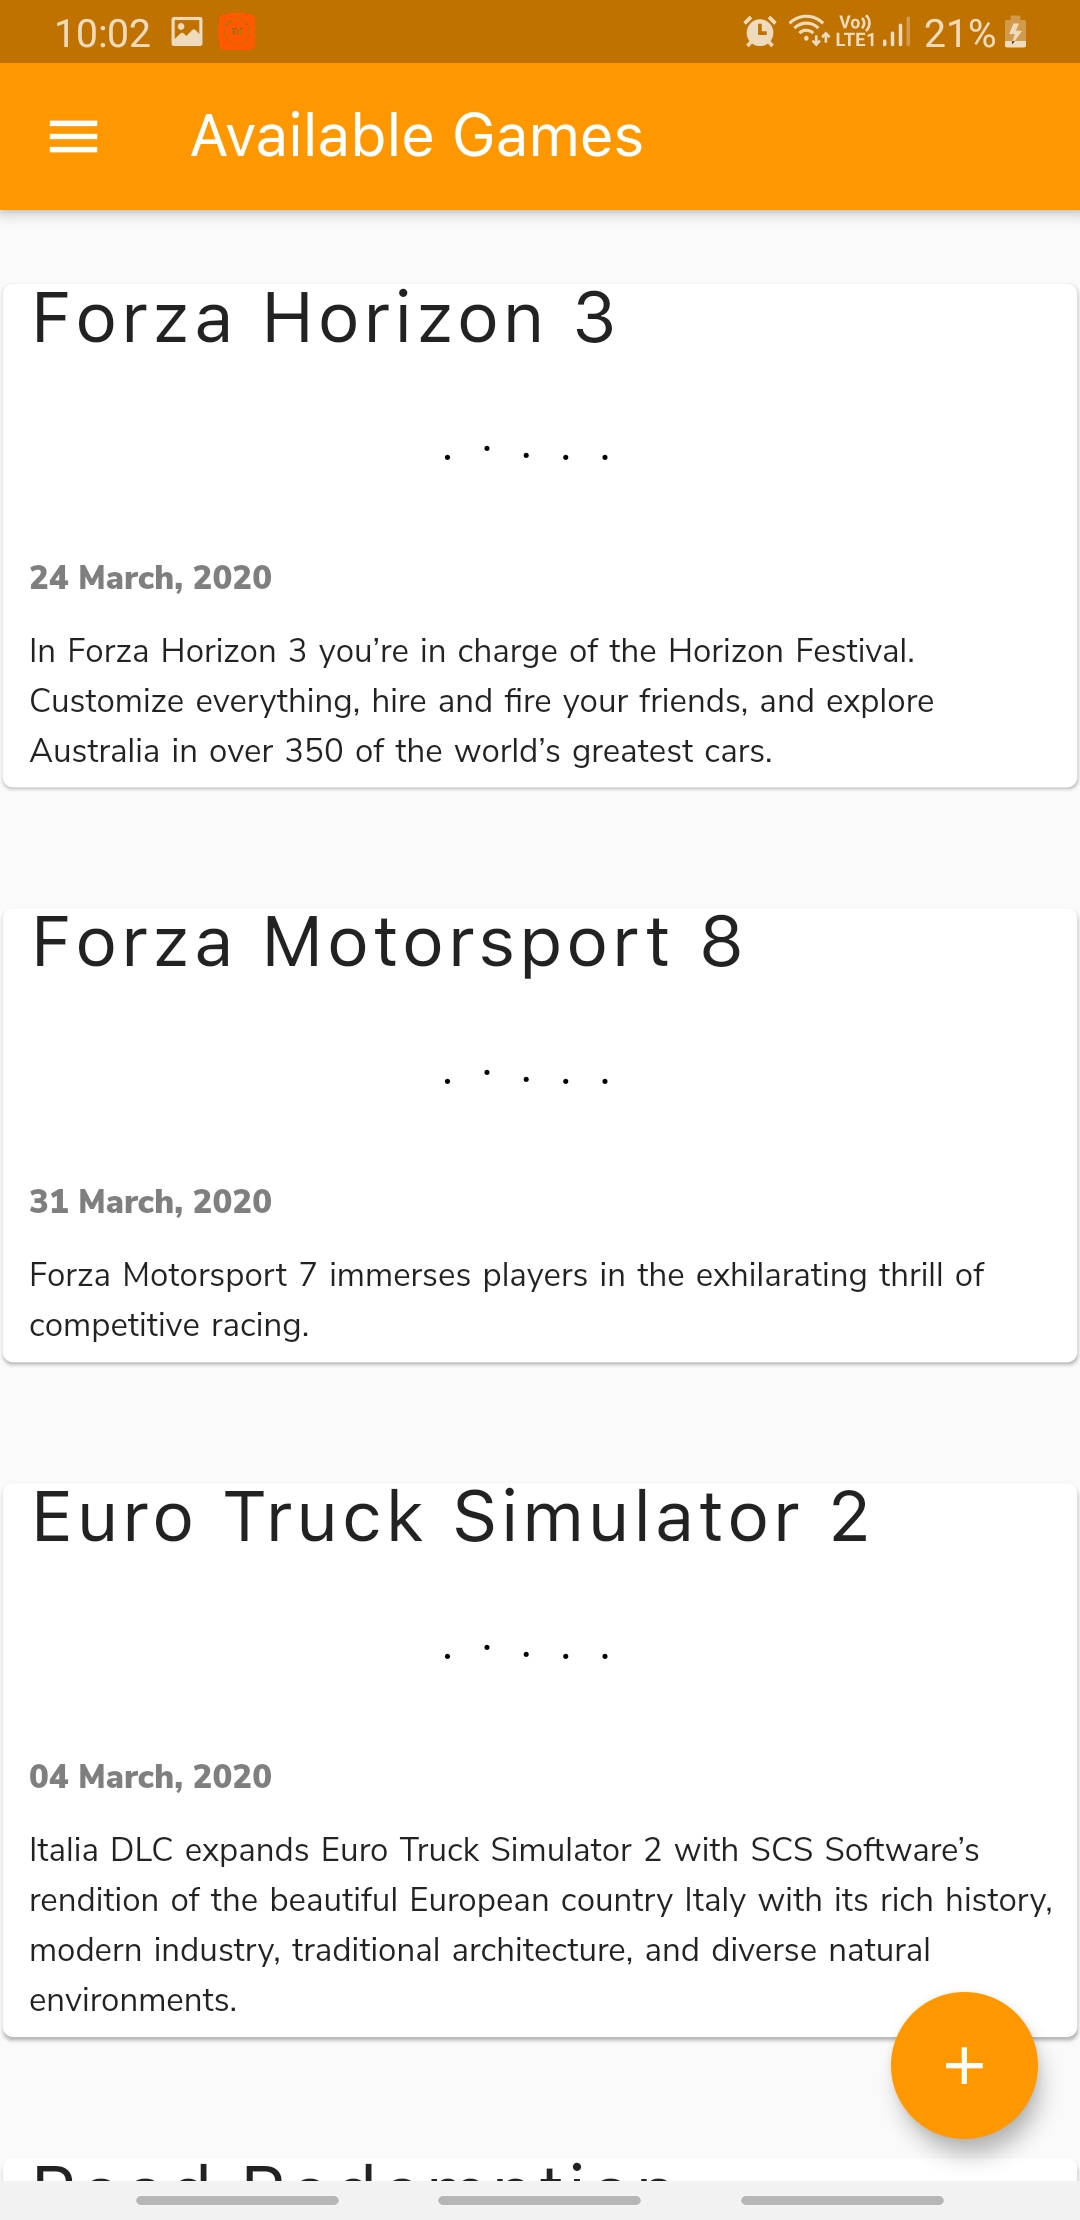 10:02
Vo)) LTE1 21%
Available Games
Forza Horizon 3
24 March, 2020
In Forza Horizon 3 you’re in charge of the Horizon Festival.
Customize everything, hire and fire your friends, and explore
Australia in over 350 of the world’s greatest cars.
Forza Motorsport 8
31 March, 2020
Forza Motorsport 7 immerses players in the exhilarating thrill of
competitive racing.
Euro Truck Simulator 2
04 March, 2020
Italia DLC expands Euro Truck Simulator 2 with SCS Software’s
rendition of the beautiful European country Italy with its rich history,
modern industry, traditional architecture, and diverse natural
environments.
Road Redemption